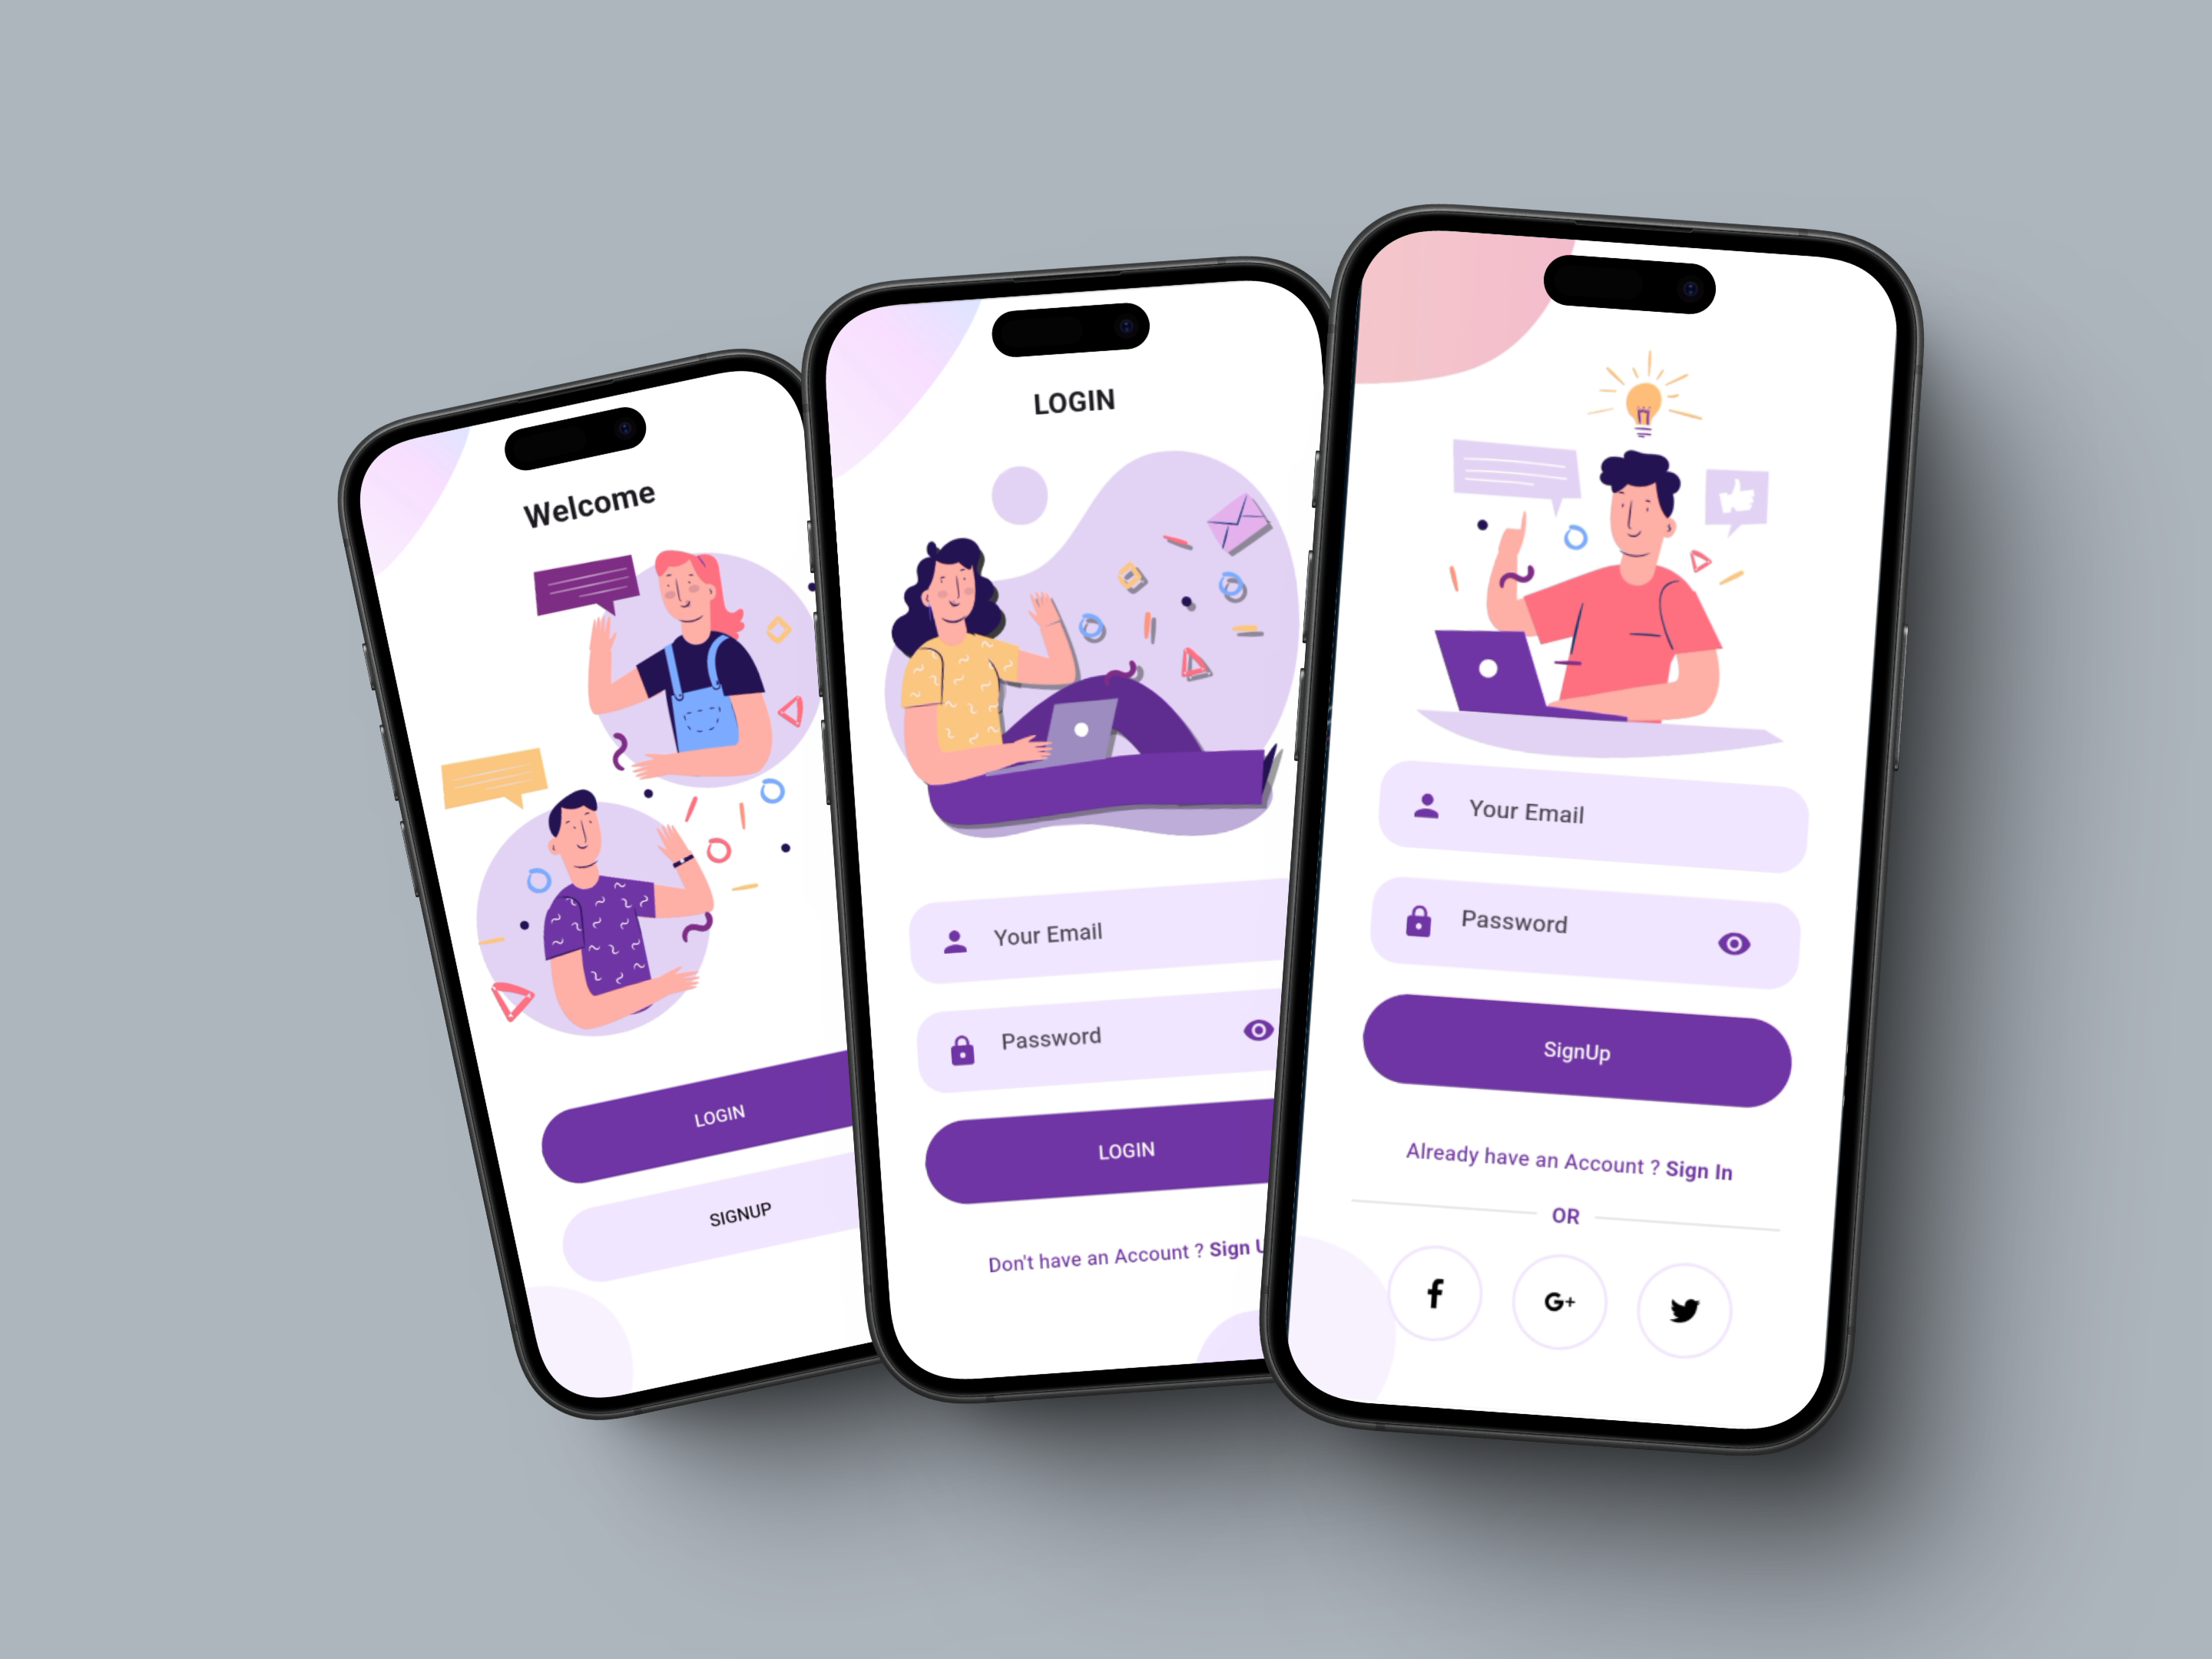 Welcome
LOGIN
SIGNUP
LOGIN
Your Email
Password
LOGIN
Don't have an Account ? Sign
Your Email
Password
SignUp
Already have an Account ? Sign In
OR
f
G+